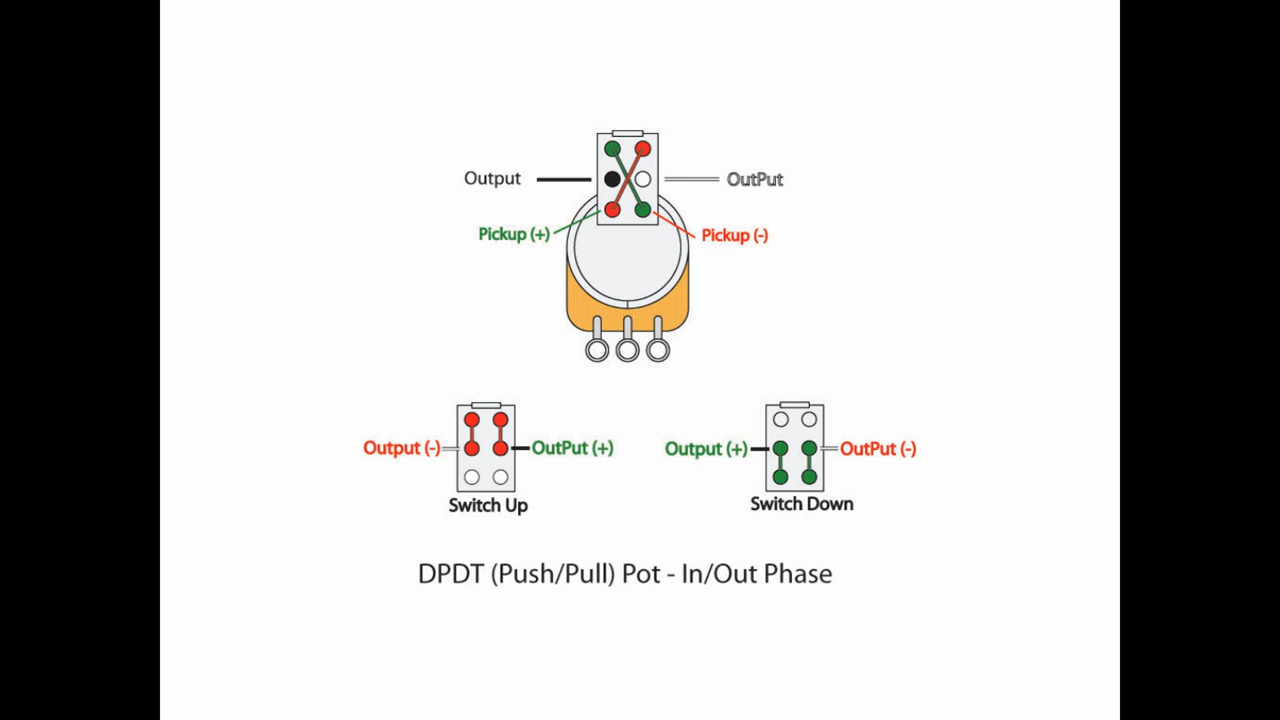 Output
OutPut
Pickup (+)
Pickup (-)
Output (-)
OutPut (+)
Output (+)
OutPut (-)
Switch Up
Switch Down
DPDT (Push/Pull) Pot - In/Out Phase